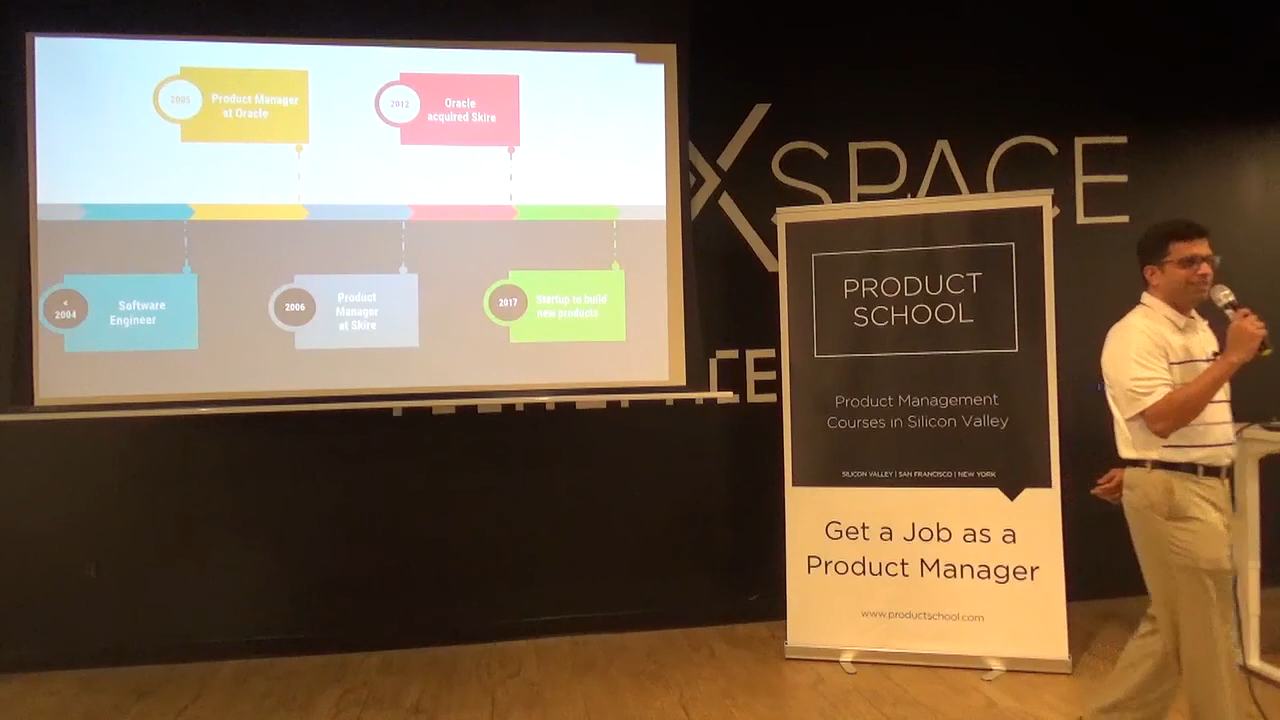 2005
Product Manager
at Oracle
2012
Oracle
acquired Skire
<
2004
Software
Engineer
2006
Product
Manager
at Skire
2017
Startup to build
new products
XSPACE
CE
PRODUCT
SCHOOL
Product Management
Courses in Silicon Valley
SILICON VALLEY | SAN FRANCISCO | NEW YORK
Get a Job as a
Product Manager
www.productschool.com